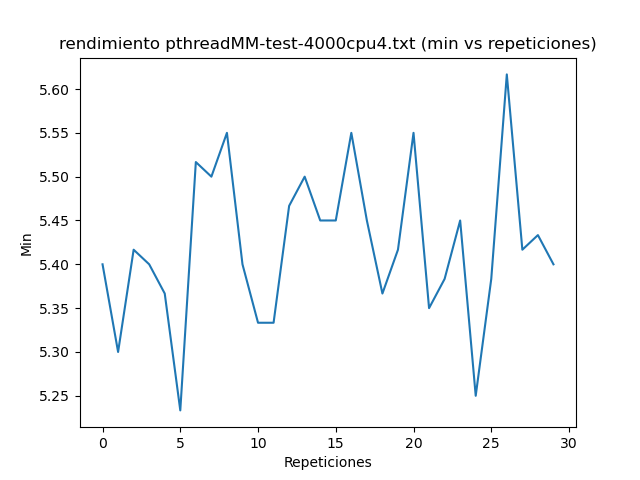 rendimiento pthreadMM-test-4000cpu4.txt (min vs repeticiones)
5.60
5.55
5.50
5.45
5.40
5.35
5.30
5.25
Min
0 5 10 15 20 25 30
Repeticiones